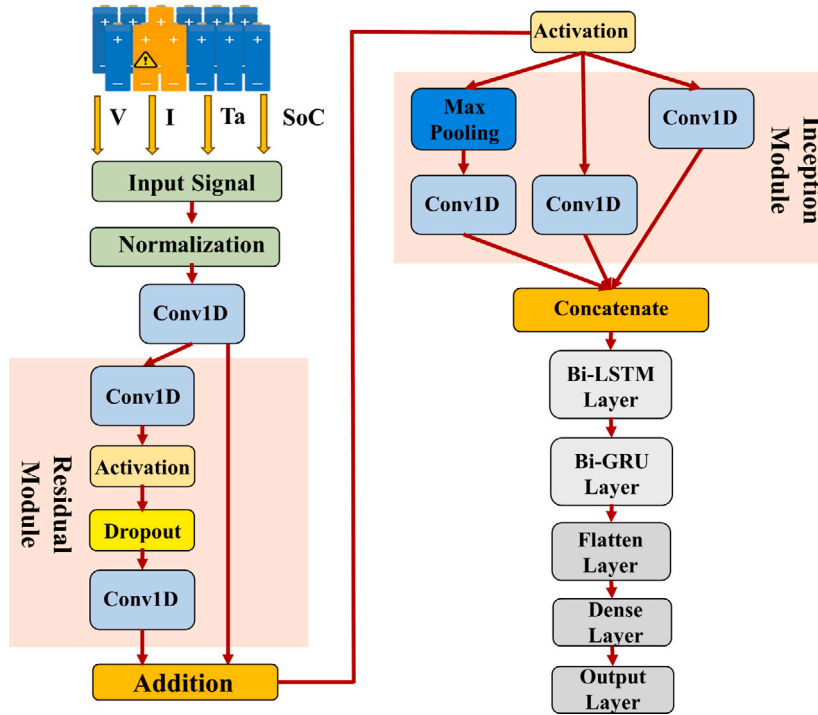 V I Ta SoC
Input Signal
Normalization
Conv1D
Conv1D
Activation
Dropout
Conv1D
Residual
Module
Addition
Activation
Max
Pooling
Conv1D
Conv1D
Conv1D
Inception
Module
Concatenate
Bi-LSTM
Layer
Bi-GRU
Layer
Flatten
Layer
Dense
Layer
Output
Layer